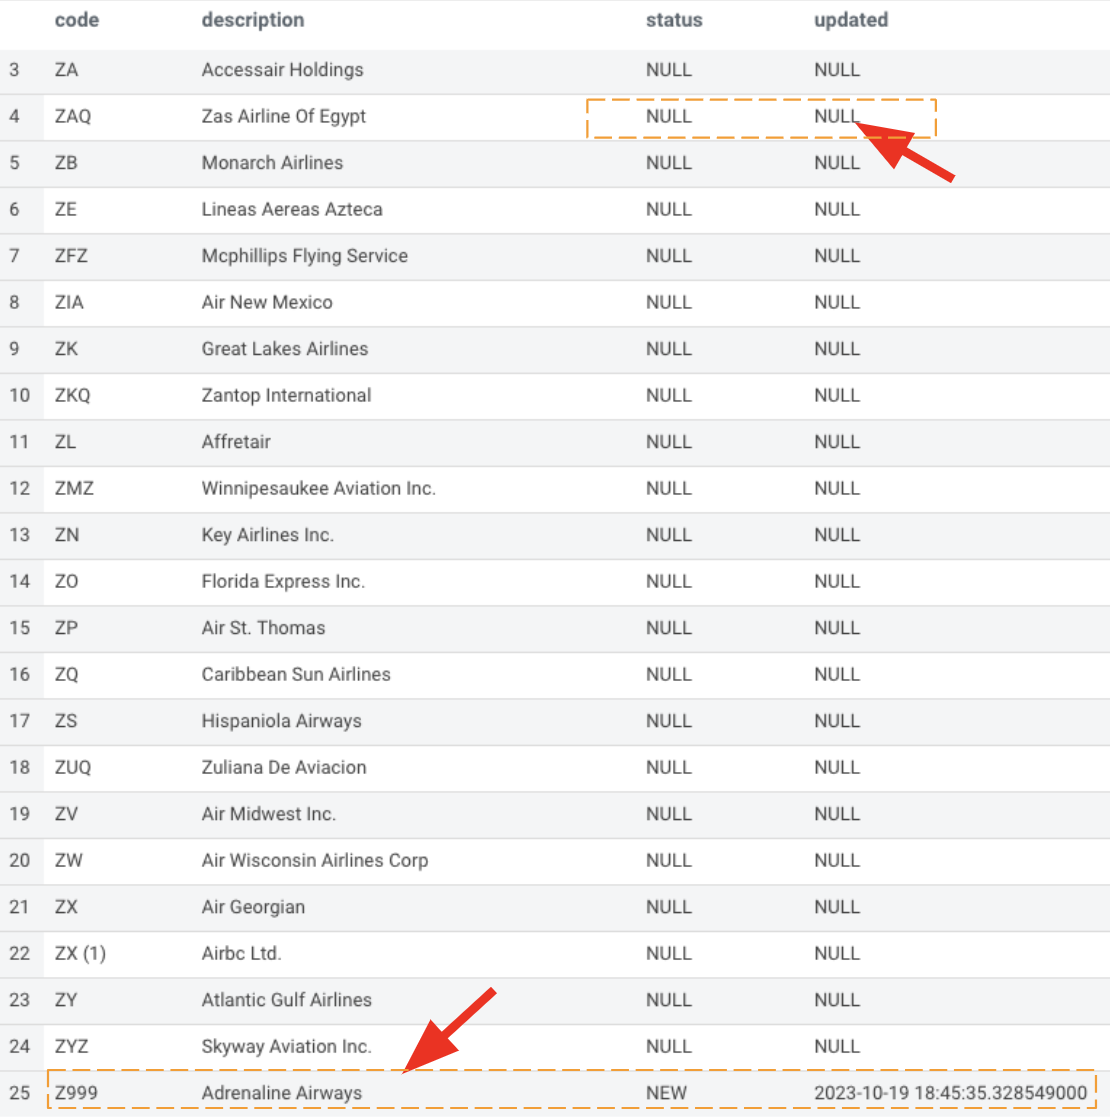 code description status updated
3 ZA Accessair Holdings NULL NULL
4 ZAQ Zas Airline Of Egypt NULL NULL
5 ZB Monarch Airlines NULL NULL
6 ZE Lineas Aereas Azteca NULL NULL
7 ZFZ Mcphillips Flying Service NULL NULL
8 ZIA Air New Mexico NULL NULL
9 ZK Great Lakes Airlines NULL NULL
10 ZKQ Zantop International NULL NULL
11 ZL Affretair NULL NULL
12 ZMZ Winnipesaukee Aviation Inc. NULL NULL
13 ZN Key Airlines Inc. NULL NULL
14 ZO Florida Express Inc. NULL NULL
15 ZP Air St. Thomas NULL NULL
16 ZQ Caribbean Sun Airlines NULL NULL
17 ZS Hispaniola Airways NULL NULL
18 ZUQ Zuliana De Aviacion NULL NULL
19 ZV Air Midwest Inc. NULL NULL
20 ZW Air Wisconsin Airlines Corp NULL NULL
21 ZX Air Georgian NULL NULL
22 ZX (1) Airbc Ltd. NULL NULL
23 ZY Atlantic Gulf Airlines NULL NULL
24 ZYZ Skyway Aviation Inc. NULL NULL
25 Z999 Adrenaline Airways NEW 2023-10-19 18:45:35.328549000